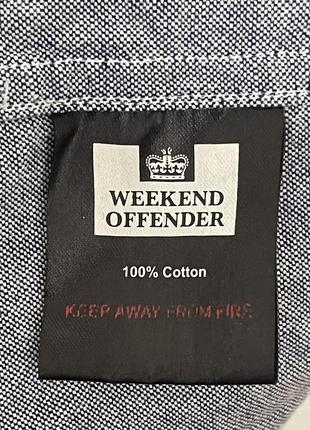 WEEKEND
OFFENDER
100% Cotton
KEEP AWAY FROM FIRE